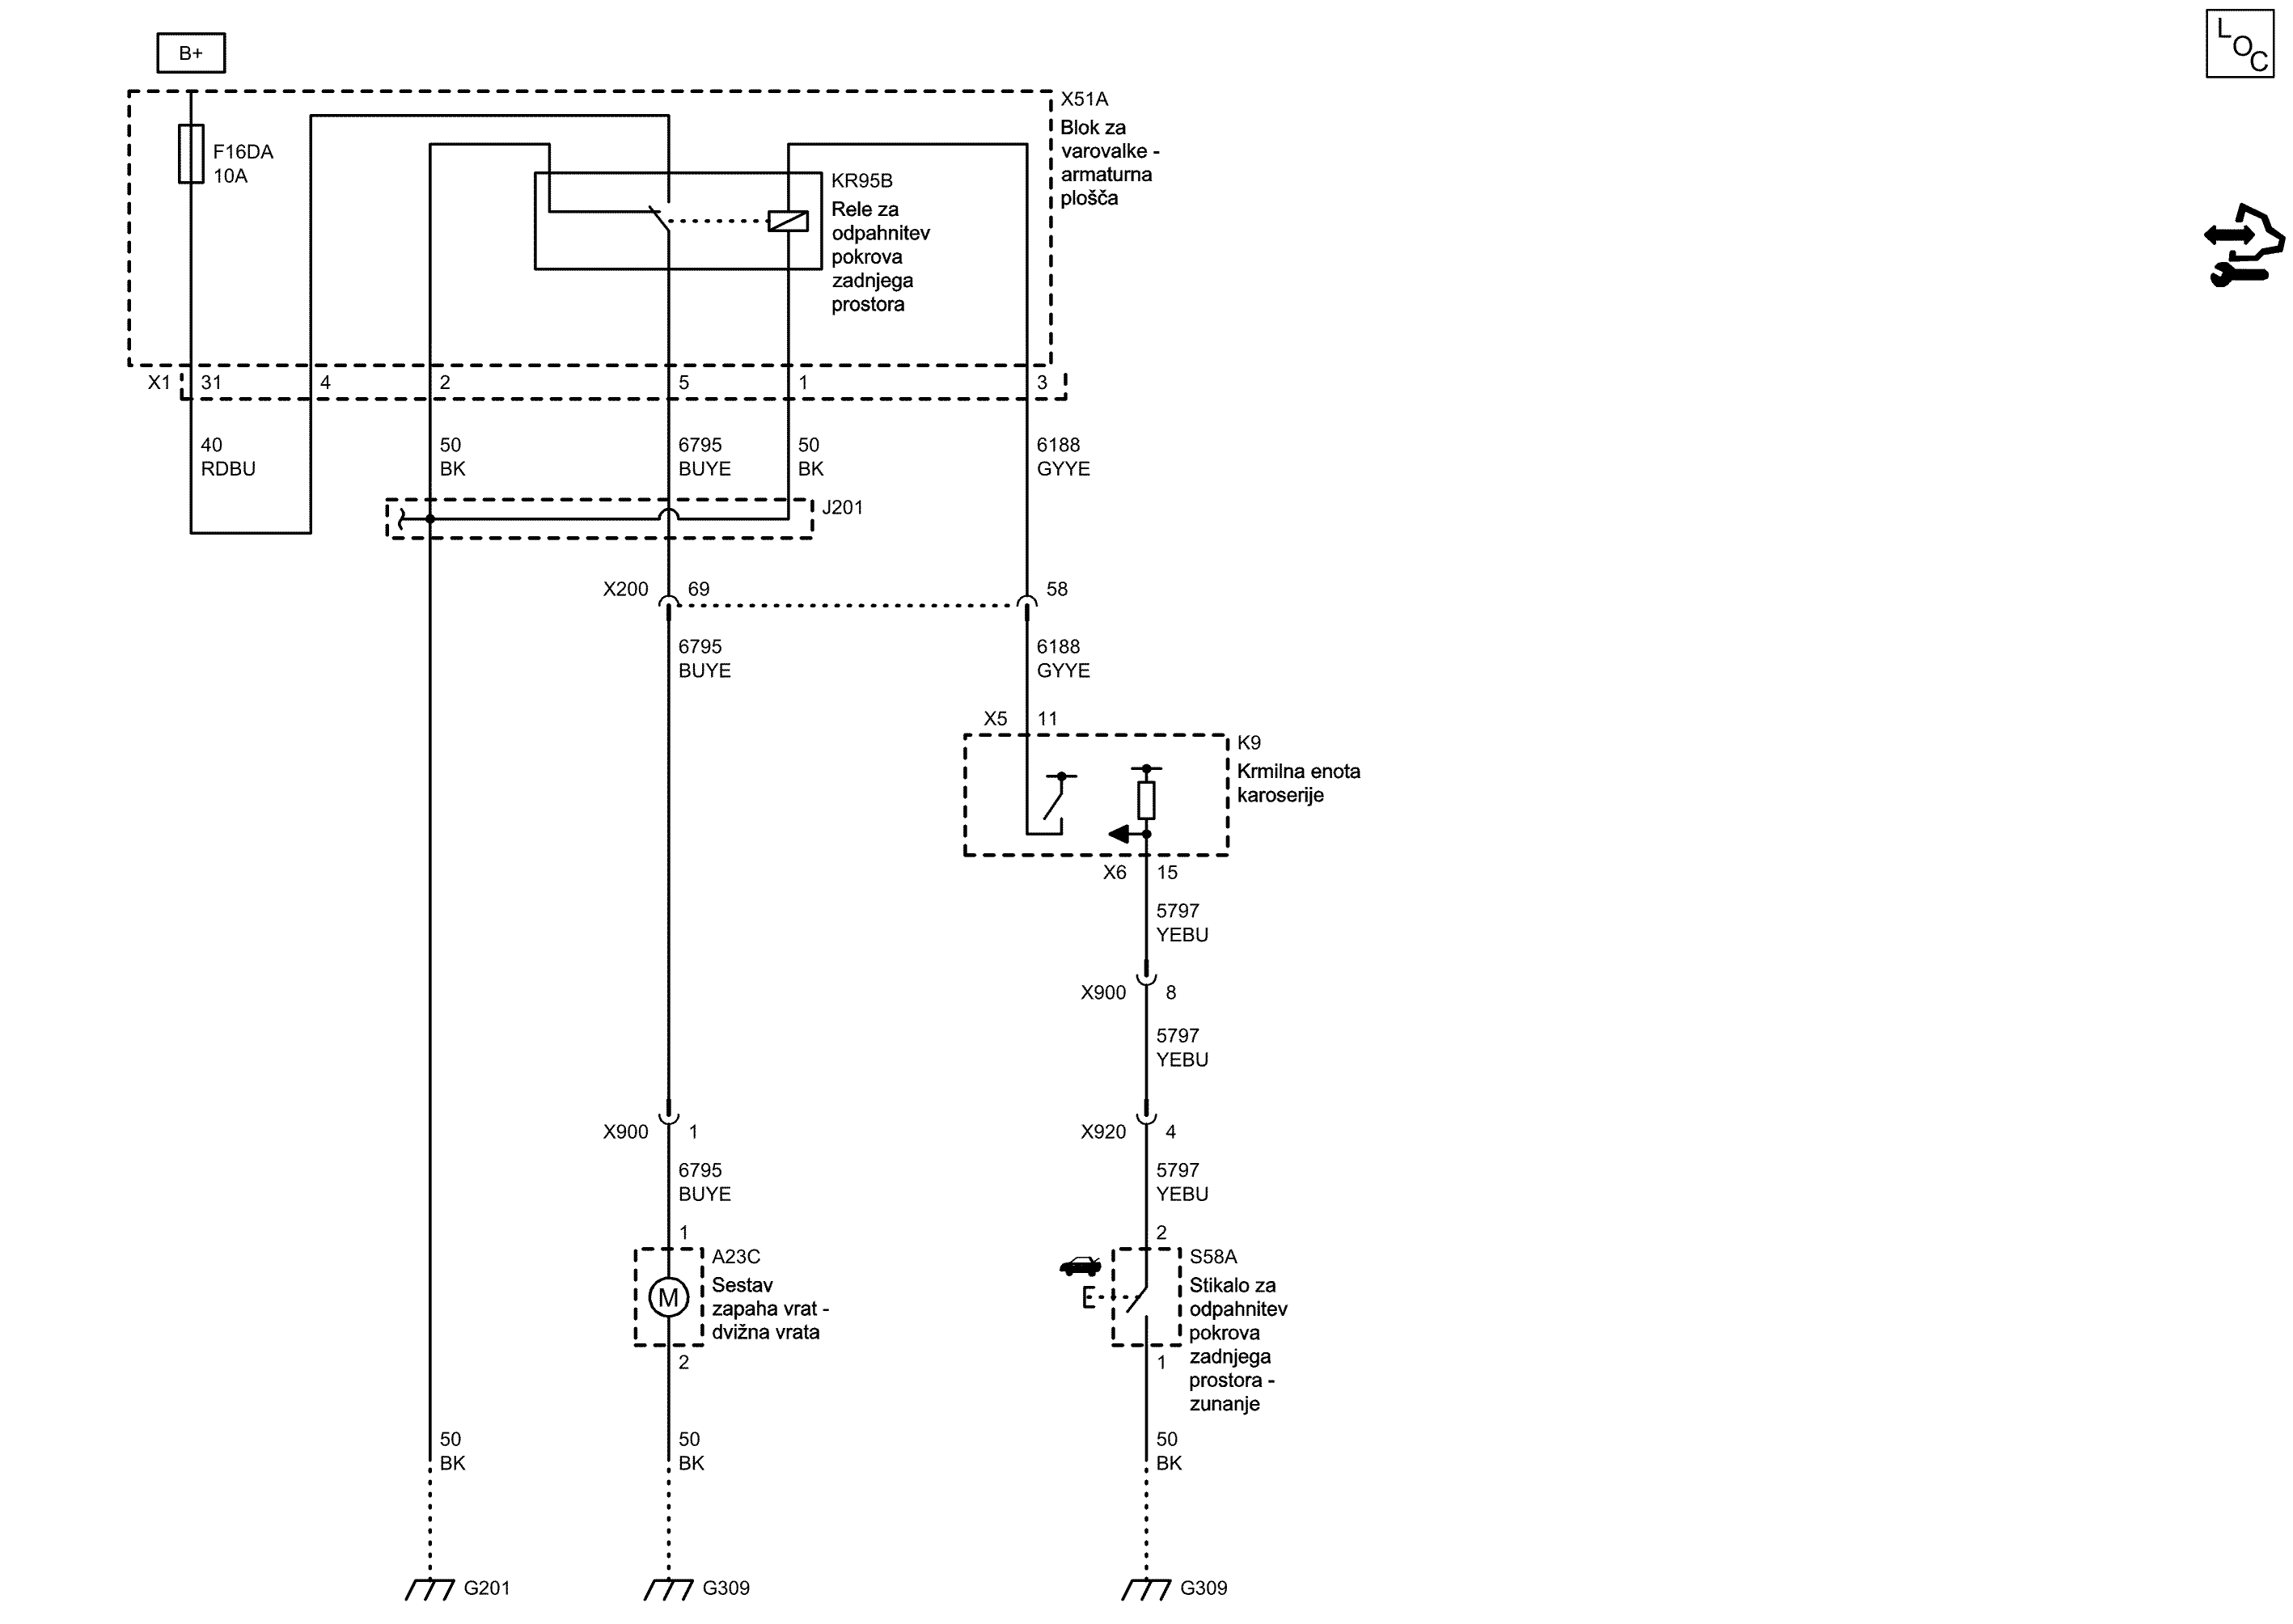 B+
LOC
X51A
Blok za
varovalke -
armaturna
plošča
F16DA
10A
KR95B
Rele za
odpahnitev
pokrova
zadnjega
prostora
X1 31 4 2 5 1 3
40 50 6795 50 6188
RDBU BK BUYE BK GYYE
J201
X200 69 58
6795 6188
BUYE GYYE
X5 11
K9
Krmilna enota
karoserije
X6 15
5797
YEBU
X900 8
5797
YEBU
X900 1 X920 4
6795 5797
BUYE YEBU
1 2
A23C
Sestav
zapaha vrat -
dvižna vrata
M
S58A
Stikalo za
odpahnitev
pokrova
zadnjega
prostora -
zunanje
2 1
50 50 50
BK BK BK
G201 G309 G309